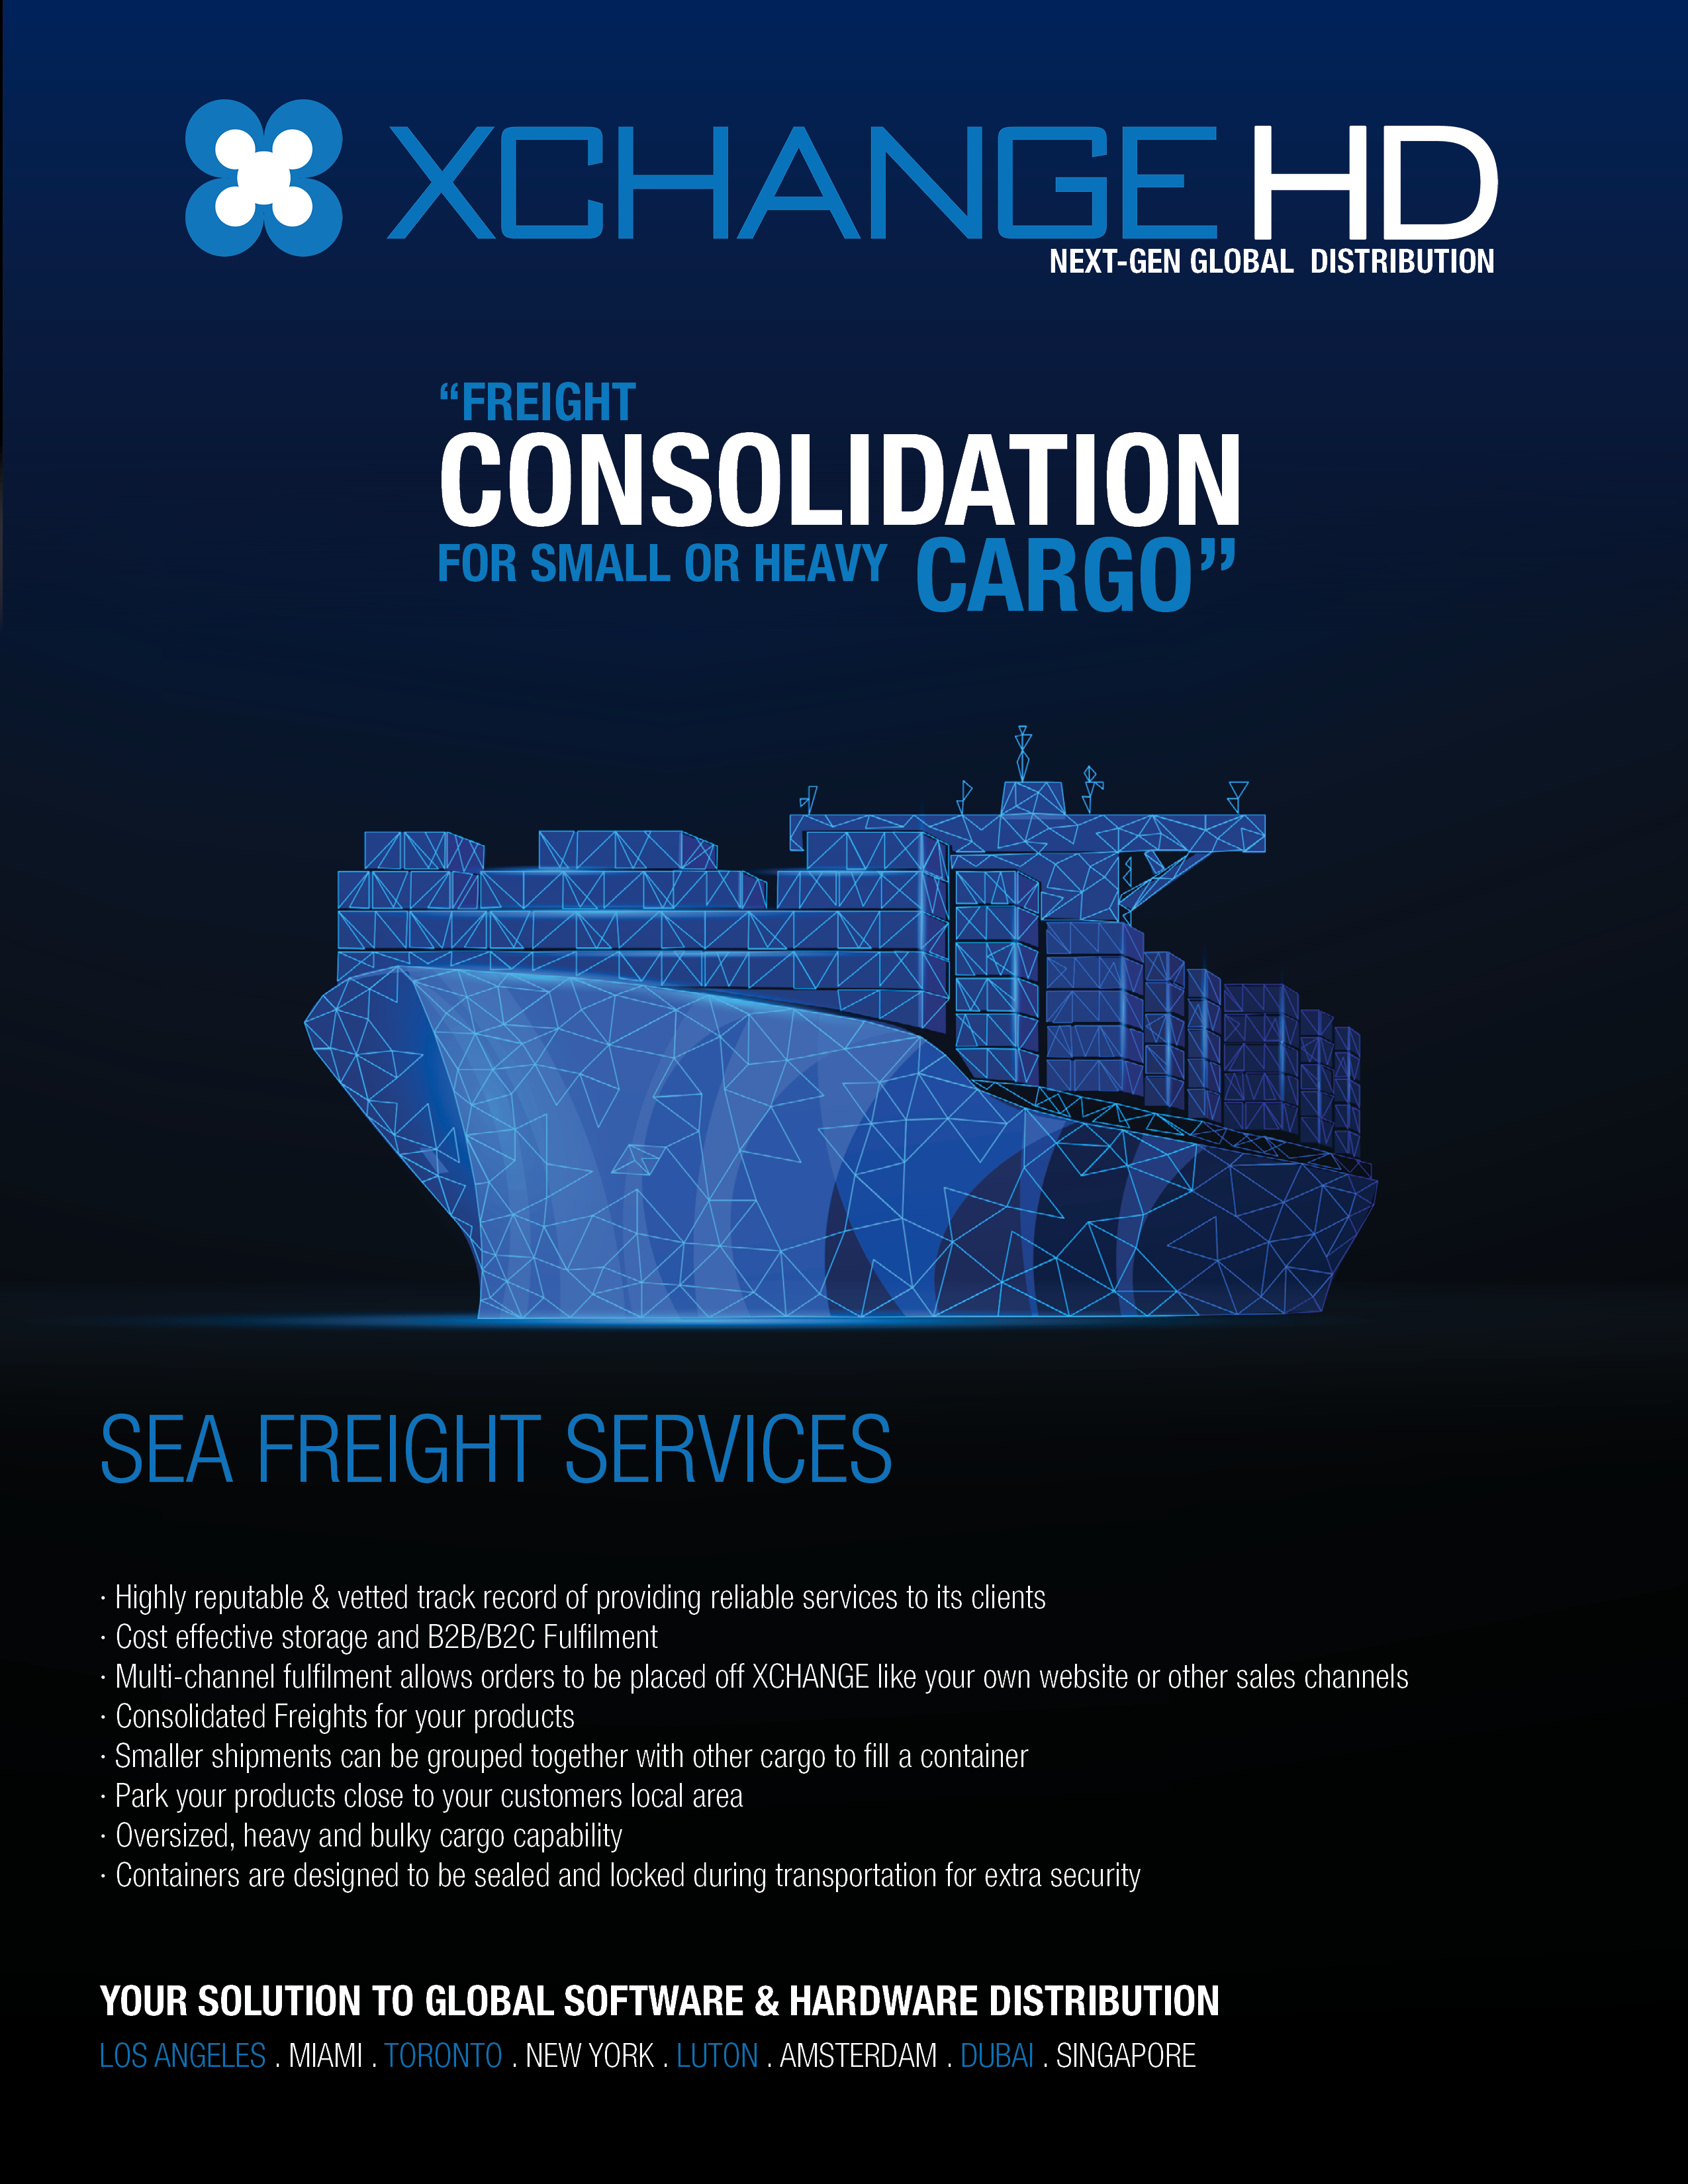 XCHANGE HD
NEXT-GEN GLOBAL DISTRIBUTION
“FREIGHT
CONSOLIDATION
FOR SMALL OR HEAVY CARGO”
SEA FREIGHT SERVICES
· Highly reputable & vetted track record of providing reliable services to its clients
· Cost effective storage and B2B/B2C Fulfilment
· Multi-channel fulfilment allows orders to be placed off XCHANGE like your own website or other sales channels
· Consolidated Freights for your products
· Smaller shipments can be grouped together with other cargo to fill a container
· Park your products close to your customers local area
· Oversized, heavy and bulky cargo capability
· Containers are designed to be sealed and locked during transportation for extra security
YOUR SOLUTION TO GLOBAL SOFTWARE & HARDWARE DISTRIBUTION
LOS ANGELES . MIAMI . TORONTO . NEW YORK . LUTON . AMSTERDAM . DUBAI . SINGAPORE